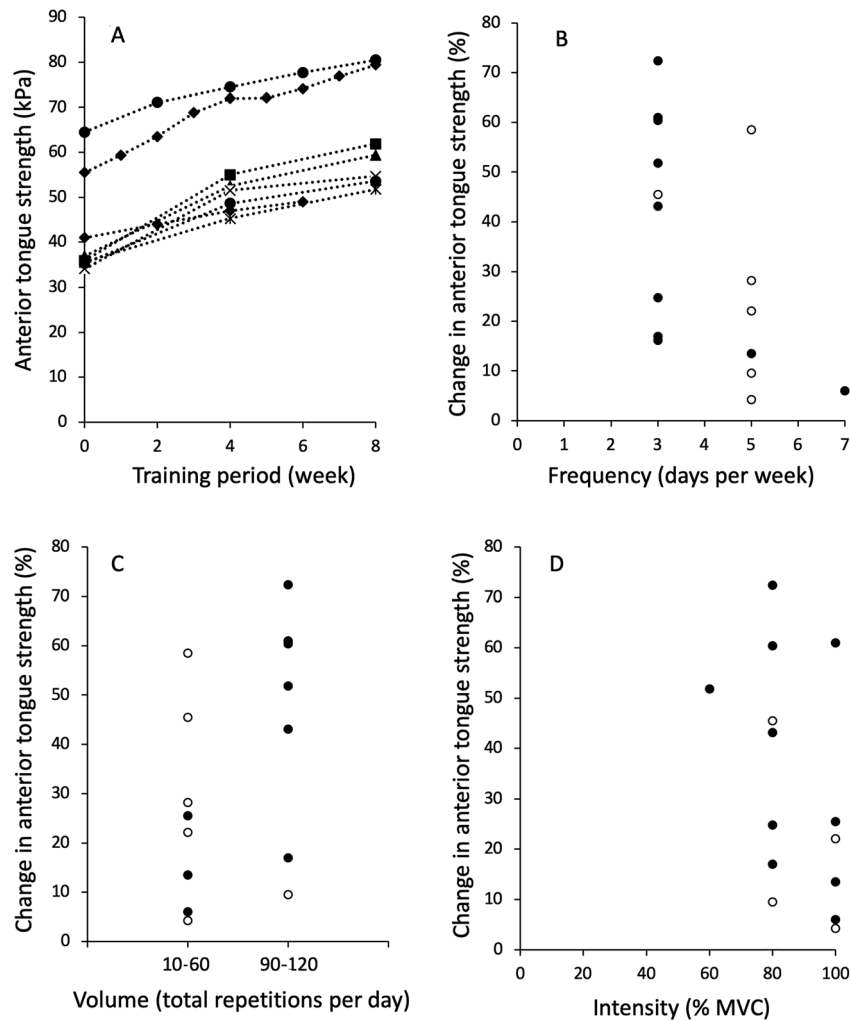 A
Anterior tongue strength (kPa)
90
80
70
60
50
40
30
20
10
0
0 2 4 6 8
Training period (week)
B
Change in anterior tongue strength (%)
80
70
60
50
40
30
20
10
0
0 1 2 3 4 5 6 7
Frequency (days per week)
C
Change in anterior tongue strength (%)
80
70
60
50
40
30
20
10
0
10-60 90-120
Volume (total repetitions per day)
D
Change in anterior tongue strength (%)
80
70
60
50
40
30
20
10
0
0 20 40 60 80 100
Intensity (% MVC)